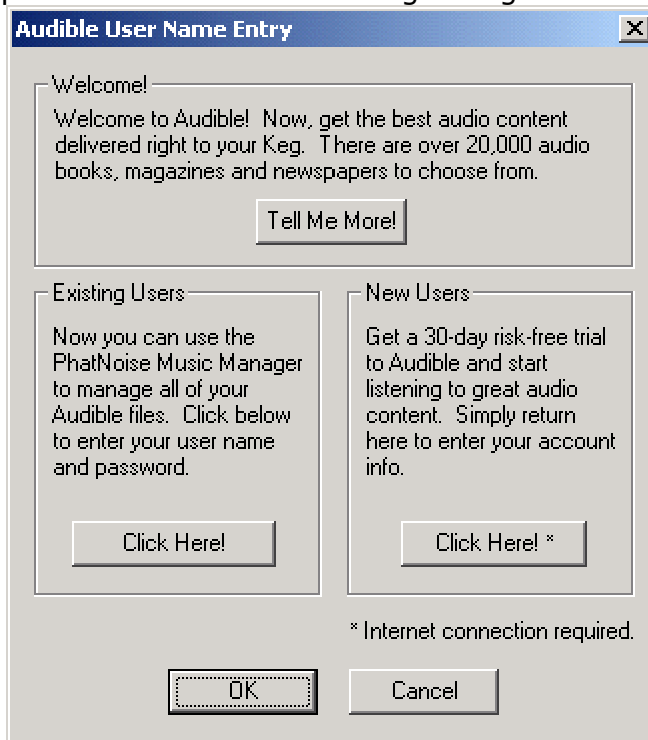 Audible User Name Entry
Welcome!
Welcome to Audible! Now, get the best audio content
delivered right to your Keg. There are over 20,000 audio
books, magazines and newspapers to choose from.
Tell Me More!
Existing Users
Now you can use the
PhatNoise Music Manager
to manage all of your
Audible files. Click below
to enter your user name
and password.
Click Here!
New Users
Get a 30-day risk-free trial
to Audible and start
listening to great audio
content. Simply return
here to enter your account
info.
Click Here! *
* Internet connection required.
OK
Cancel